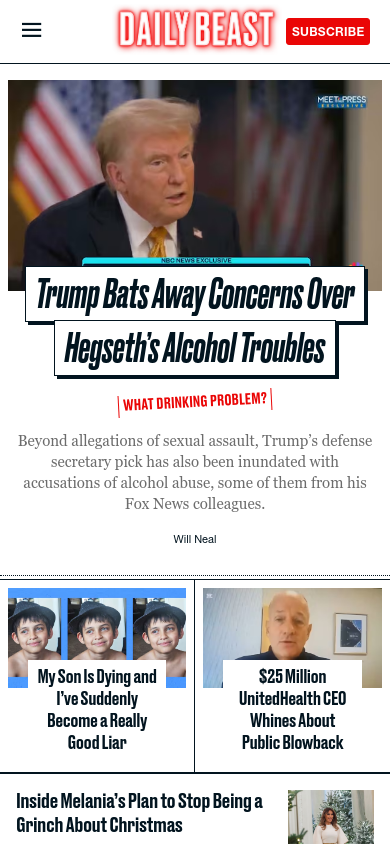 DAILY BEAST
SUBSCRIBE
MEET THE PRESS
EXCLUSIVE
NBC NEWS EXCLUSIVE
Trump Bats Away Concerns Over
Hegseth's Alcohol Troubles
WHAT DRINKING PROBLEM?
Beyond allegations of sexual assault, Trump's defense
secretary pick has also been inundated with
accusations of alcohol abuse, some of them from his
Fox News colleagues.
Will Neal
My Son Is Dying and
I've Suddenly
Become a Really
Good Liar
$25 Million
UnitedHealth CEO
Whines About
Public Blowback
Inside Melania's Plan to Stop Being a
Grinch About Christmas